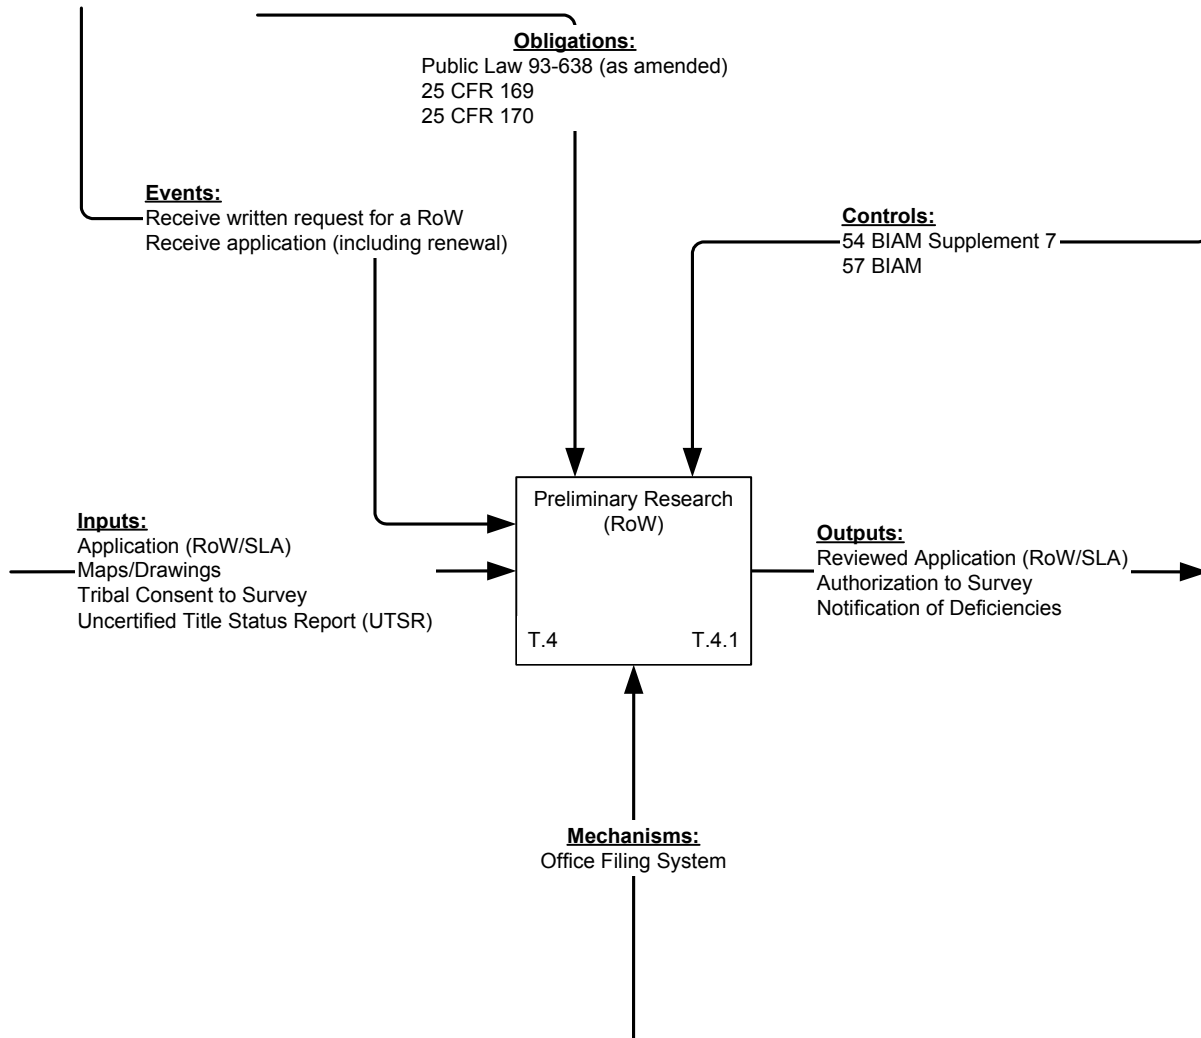 Obligations:
Public Law 93-638 (as amended)
25 CFR 169
25 CFR 170
Events:
Receive written request for a RoW
Receive application (including renewal)
Controls:
54 BIAM Supplement 7
57 BIAM
Inputs:
Application (RoW/SLA)
Maps/Drawings
Tribal Consent to Survey
Uncertified Title Status Report (UTSR)
Preliminary Research
(RoW)
T.4
T.4.1
Outputs:
Reviewed Application (RoW/SLA)
Authorization to Survey
Notification of Deficiencies
Mechanisms:
Office Filing System